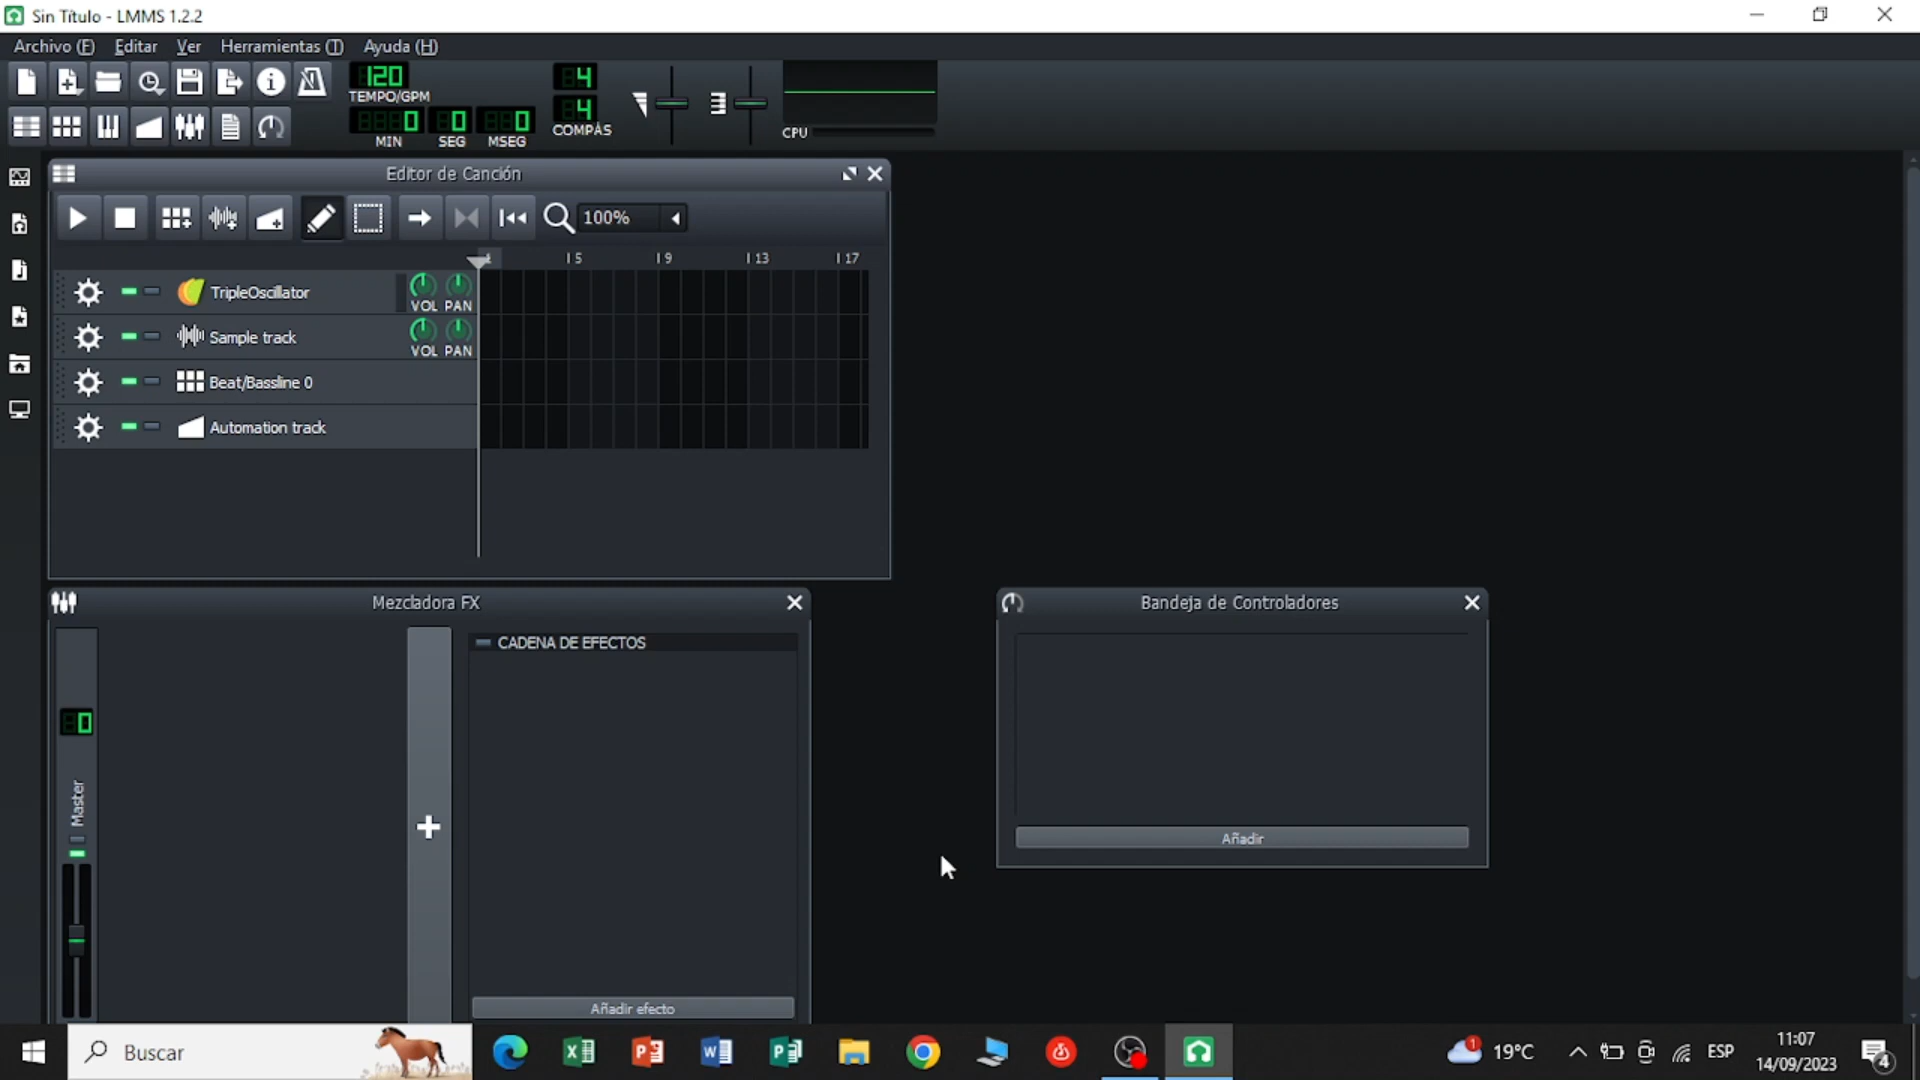 Sin Título - LMMS 1.2.2
Archivo (F) Editar Ver Herramientas (T) Ayuda (H)
120
TEMPO/GPM
4
4
COMPÁS
0 0 0
MIN SEG MSEG
CPU
Editor de Canción
100%
5 9 13 17
TripleOscillator VOL PAN
Sample track VOL PAN
Beat/Bassline 0
Automation track
Mezcladora FX
CADENA DE EFECTOS
0
Master
Añadir efecto
Bandeja de Controladores
Añadir
Buscar
19°C
1
ESP
11:07
14/09/2023
4